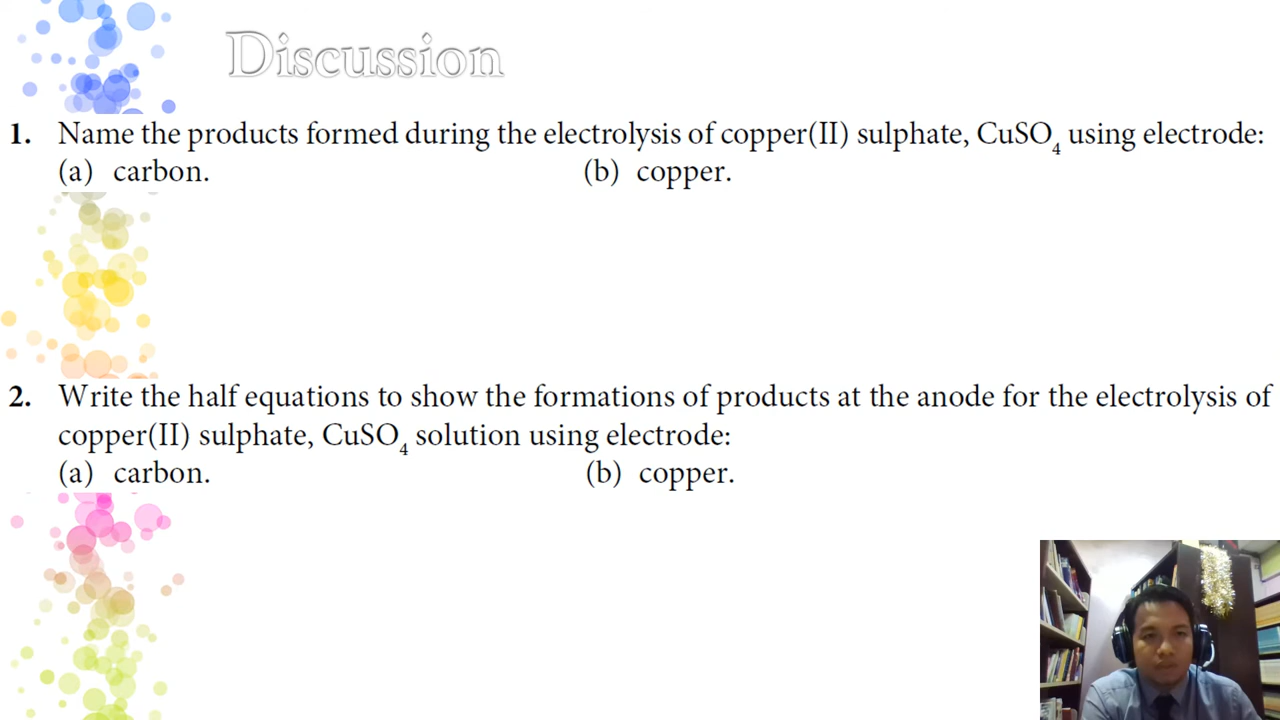 Discussion
1. Name the products formed during the electrolysis of copper(II) sulphate, CuSO₄ using electrode:
(a) carbon. (b) copper.
2. Write the half equations to show the formations of products at the anode for the electrolysis of
copper(II) sulphate, CuSO₄ solution using electrode:
(a) carbon. (b) copper.